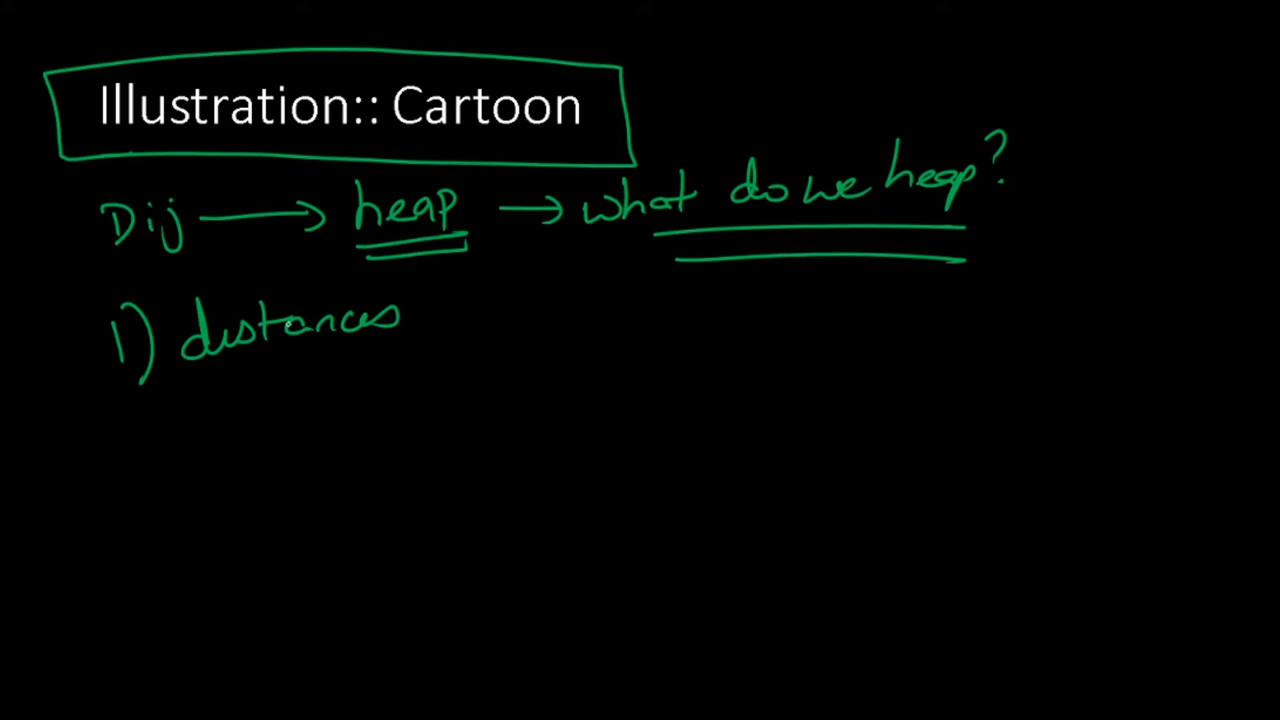 Illustration:: Cartoon
Dij → heap → what do we heap?
1) distances